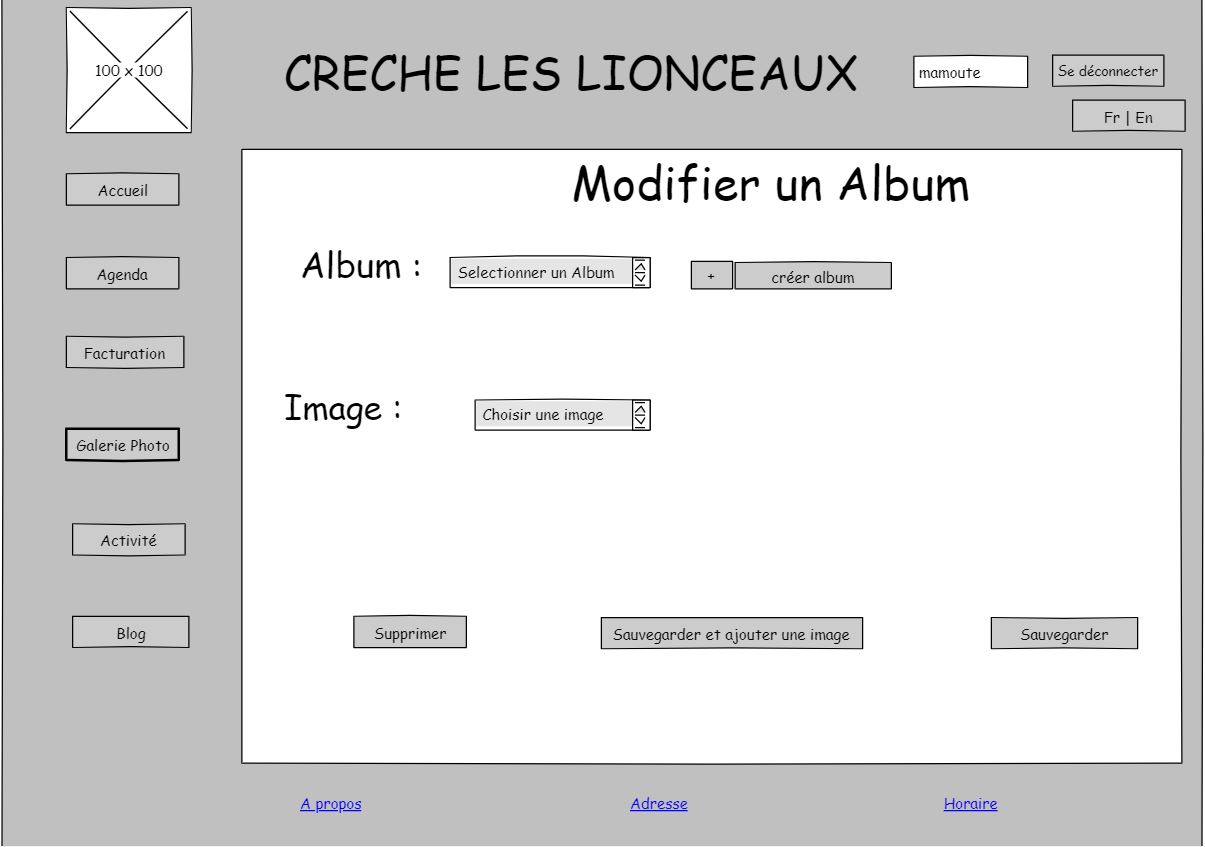 100 x 100
CRECHE LES LIONCEAUX
mamoute
Se déconnecter
Fr | En
Accueil
Agenda
Facturation
Galerie Photo
Activité
Blog
Modifier un Album
Album :
Selectionner un Album
+
créer album
Image :
Choisir une image
Supprimer
Sauvegarder et ajouter une image
Sauvegarder
A propos
Adresse
Horaire